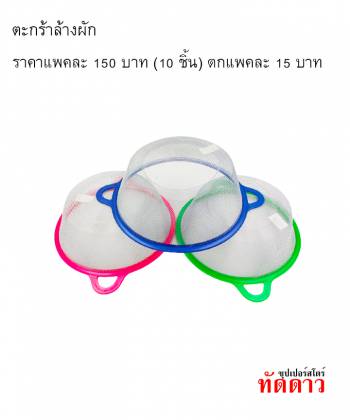 ตะกร้าล้างผัก
ราคาแพคละ 150 บาท (10 ชิ้น) ตกแพคละ 15 บาท
ซุปเปอร์สโตร์
ทัดดาว